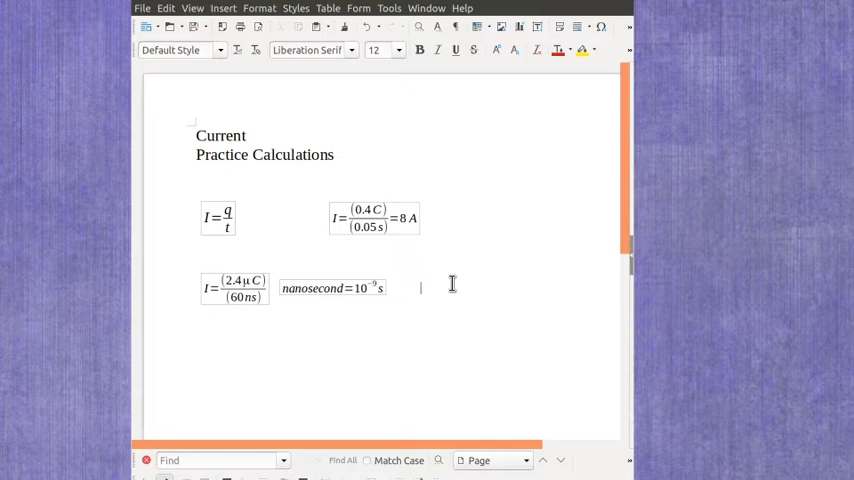 File Edit View Insert Format Styles Table Form Tools Window Help
Default Style Liberation Serif 12 B I U S
Current
Practice Calculations
I=q/t I=(0.4 C)/(0.05 s)=8 A
I=(2.4 μ C)/(60 ns) nanosecond=10⁻⁹ s
Find Find All Match Case Page